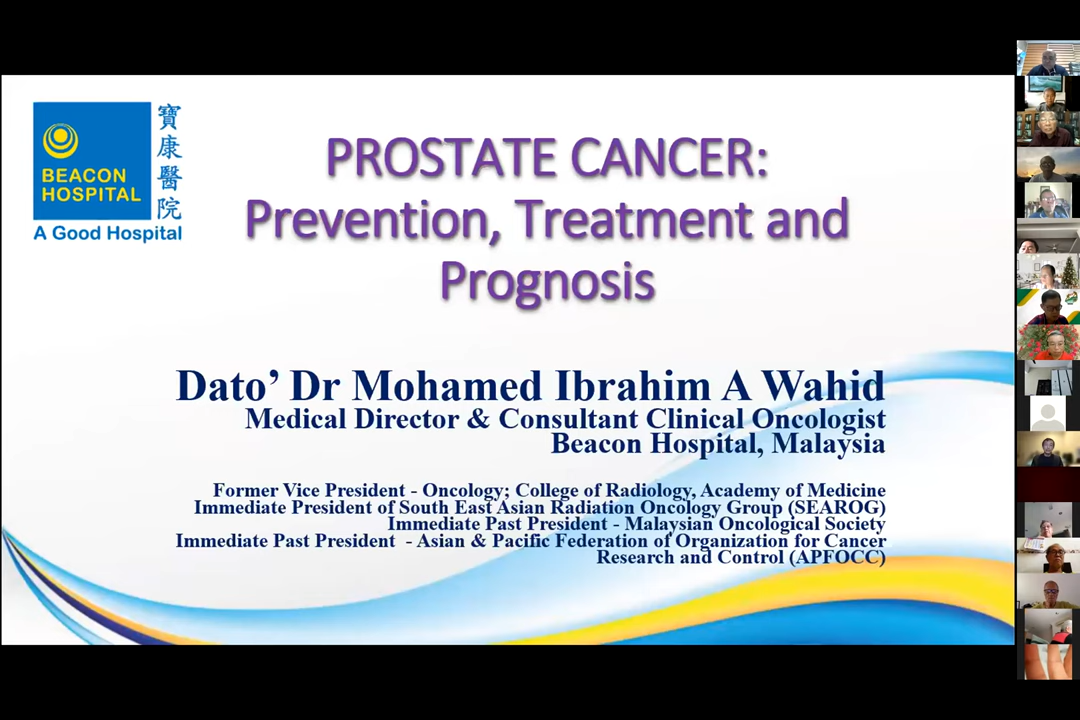 BEACON
HOSPITAL
寶康醫院
A Good Hospital
PROSTATE CANCER:
Prevention, Treatment and
Prognosis
Dato’ Dr Mohamed Ibrahim A Wahid
Medical Director & Consultant Clinical Oncologist
Beacon Hospital, Malaysia
Former Vice President - Oncology; College of Radiology, Academy of Medicine
Immediate President of South East Asian Radiation Oncology Group (SEAROG)
Immediate Past President - Malaysian Oncological Society
Immediate Past President - Asian & Pacific Federation of Organization for Cancer
Research and Control (APFOCC)